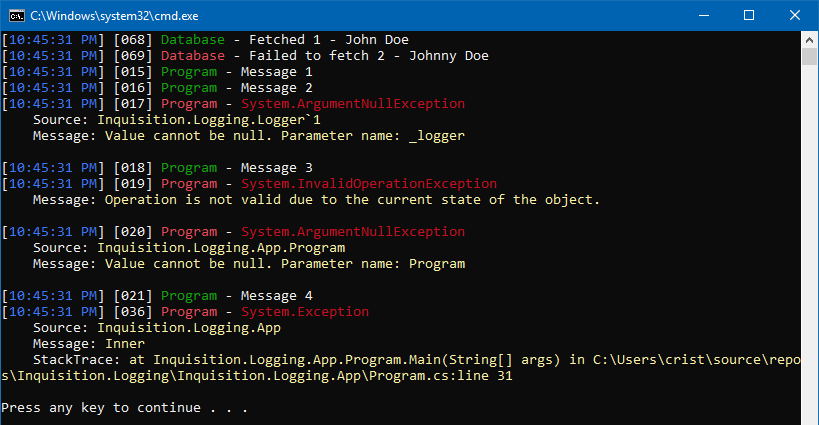 C:\Windows\system32\cmd.exe
[10:45:31 PM] [068] Database - Fetched 1 - John Doe
[10:45:31 PM] [069] Database - Failed to fetch 2 - Johnny Doe
[10:45:31 PM] [015] Program - Message 1
[10:45:31 PM] [016] Program - Message 2
[10:45:31 PM] [017] Program - System.ArgumentNullException
    Source: Inquisition.Logging.Logger`1
    Message: Value cannot be null. Parameter name: _logger

[10:45:31 PM] [018] Program - Message 3
[10:45:31 PM] [019] Program - System.InvalidOperationException
    Message: Operation is not valid due to the current state of the object.

[10:45:31 PM] [020] Program - System.ArgumentNullException
    Source: Inquisition.Logging.App.Program
    Message: Value cannot be null. Parameter name: Program

[10:45:31 PM] [021] Program - Message 4
[10:45:31 PM] [036] Program - System.Exception
    Source: Inquisition.Logging.App
    Message: Inner
    StackTrace: at Inquisition.Logging.App.Program.Main(String[] args) in C:\Users\crist\source\repo
s\Inquisition.Logging\Inquisition.Logging.App\Program.cs:line 31

Press any key to continue . . .